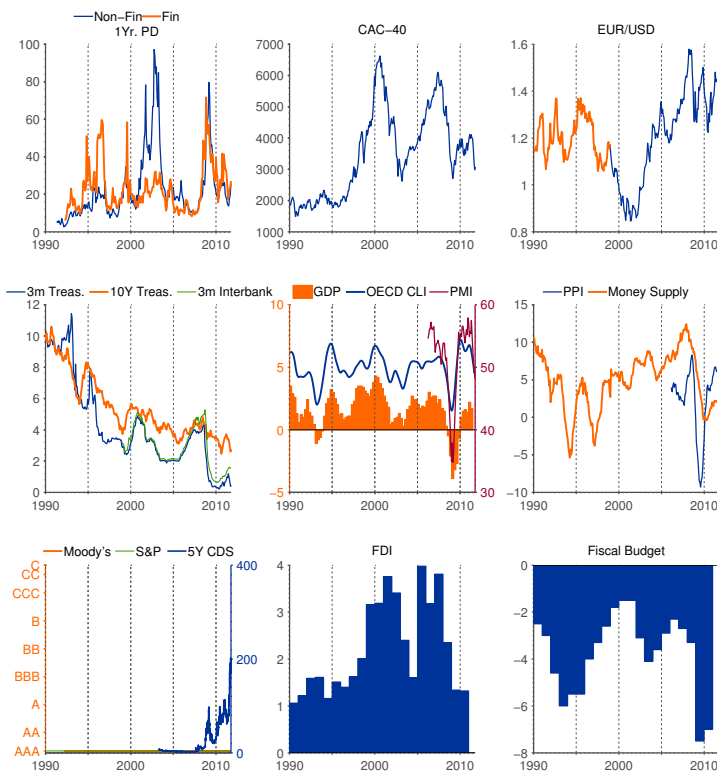 Non−Fin Fin
1Yr. PD
100
80
60
40
20
0
1990 2000 2010
CAC−40
7000
6000
5000
4000
3000
2000
1000
1990 2000 2010
EUR/USD
1.6
1.4
1.2
1
0.8
1990 2000 2010
3m Treas. 10Y Treas. 3m Interbank
12
10
8
6
4
2
0
1990 2000 2010
GDP OECD CLI PMI
10
5
0
−5
60
50
40
30
1990 2000 2010
PPI Money Supply
15
10
5
0
−5
−10
1990 2000 2010
Moody's S&P 5Y CDS
C
CC
CCC
B
BB
BBB
A
AA
AAA
400
200
0
1990 2000 2010
FDI
4
3
2
1
0
1990 2000 2010
Fiscal Budget
0
−2
−4
−6
−8
1990 2000 2010